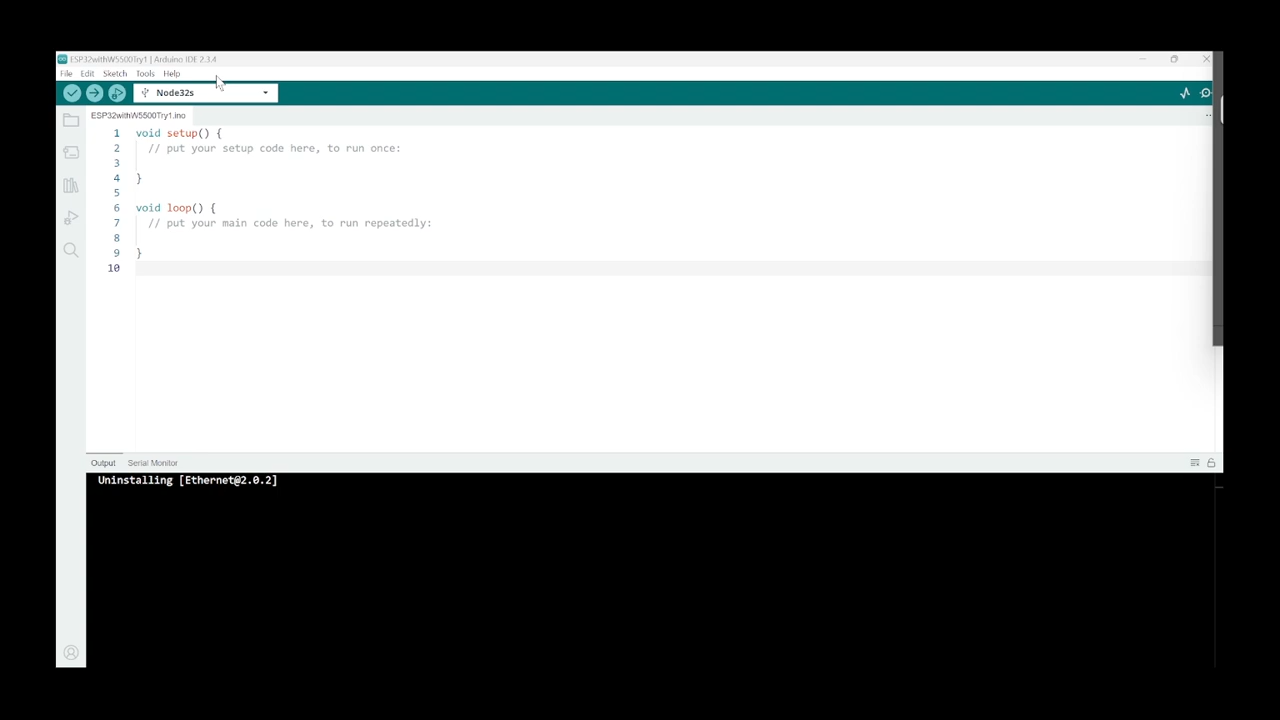 ESP32withW5500Try1 | Arduino IDE 2.3.4
File Edit Sketch Tools Help
Node32s
ESP32withW5500Try1.ino
1 void setup() {
2 // put your setup code here, to run once:
3
4 }
5
6 void loop() {
7 // put your main code here, to run repeatedly:
8
9 }
10
Output Serial Monitor
Uninstalling [Ethernet@2.0.2]